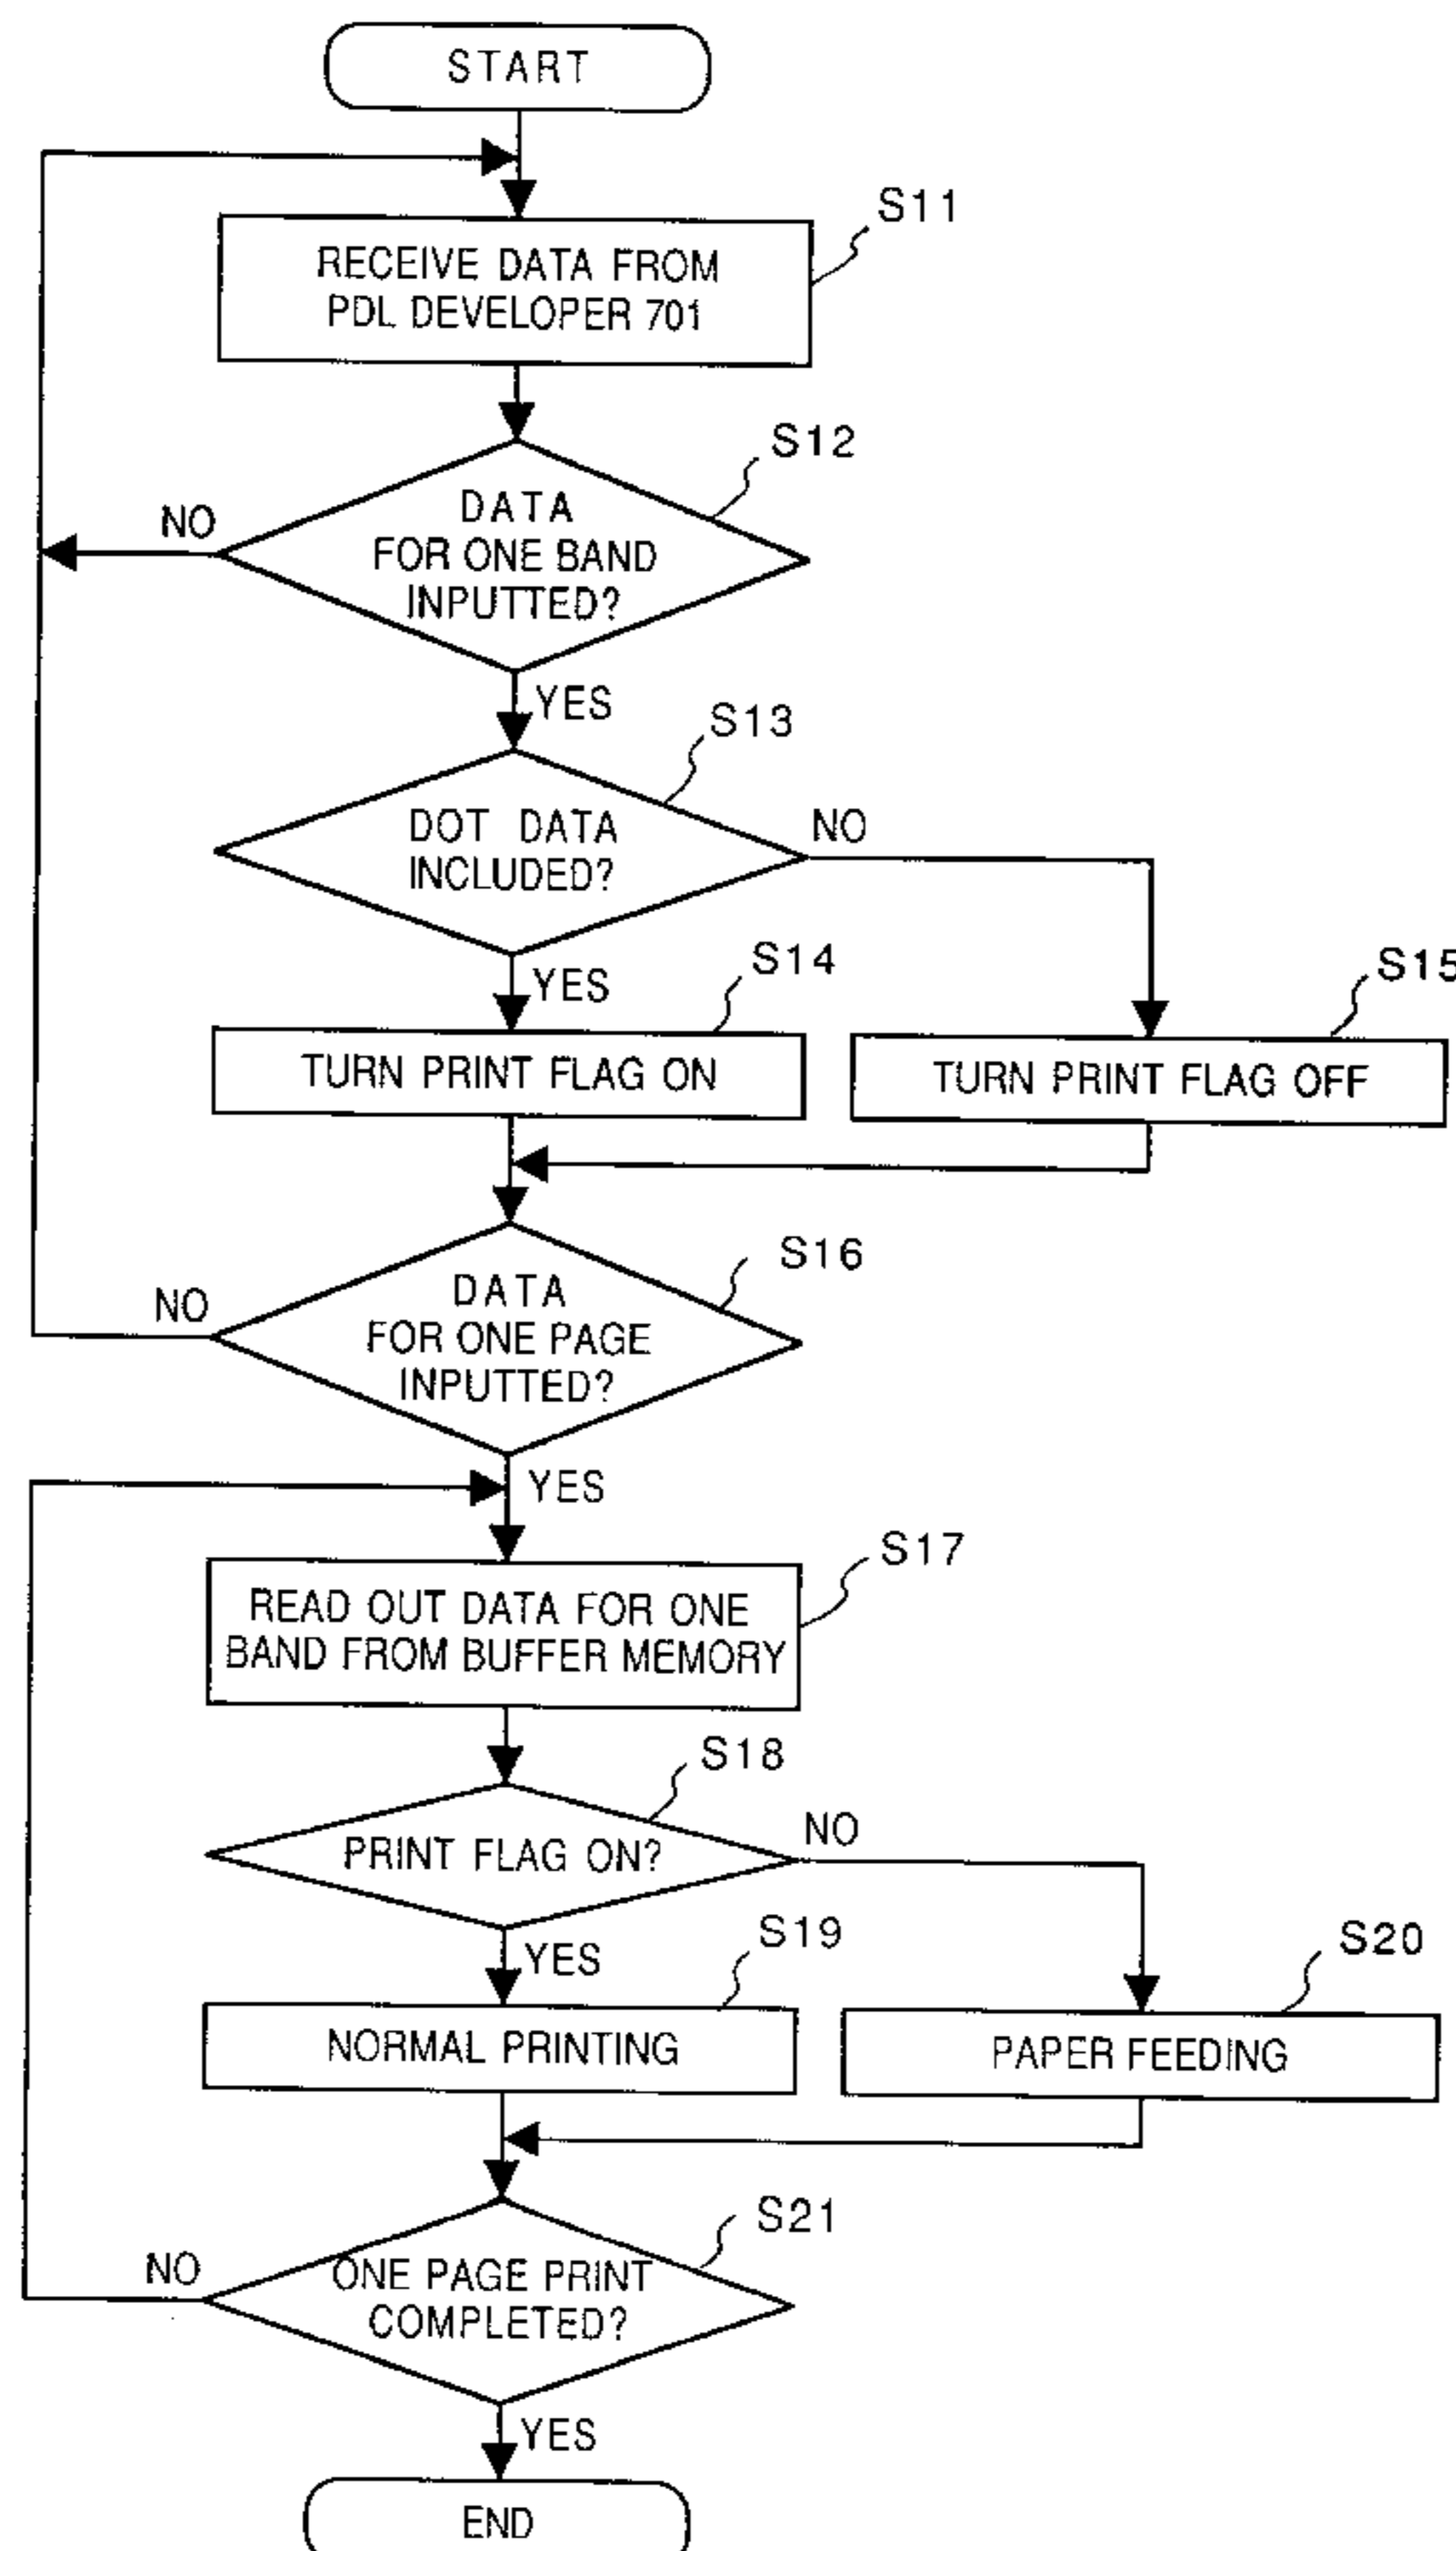 START
S11
RECEIVE DATA FROM
PDL DEVELOPER 701
S12
NO
DATA
FOR ONE BAND
INPUTTED?
YES
S13
DOT DATA
INCLUDED?
NO
YES
S14
S15
TURN PRINT FLAG ON
TURN PRINT FLAG OFF
S16
NO
DATA
FOR ONE PAGE
INPUTTED?
YES
S17
READ OUT DATA FOR ONE
BAND FROM BUFFER MEMORY
S18
PRINT FLAG ON?
NO
YES
S19
S20
NORMAL PRINTING
PAPER FEEDING
S21
NO
ONE PAGE PRINT
COMPLETED?
YES
END